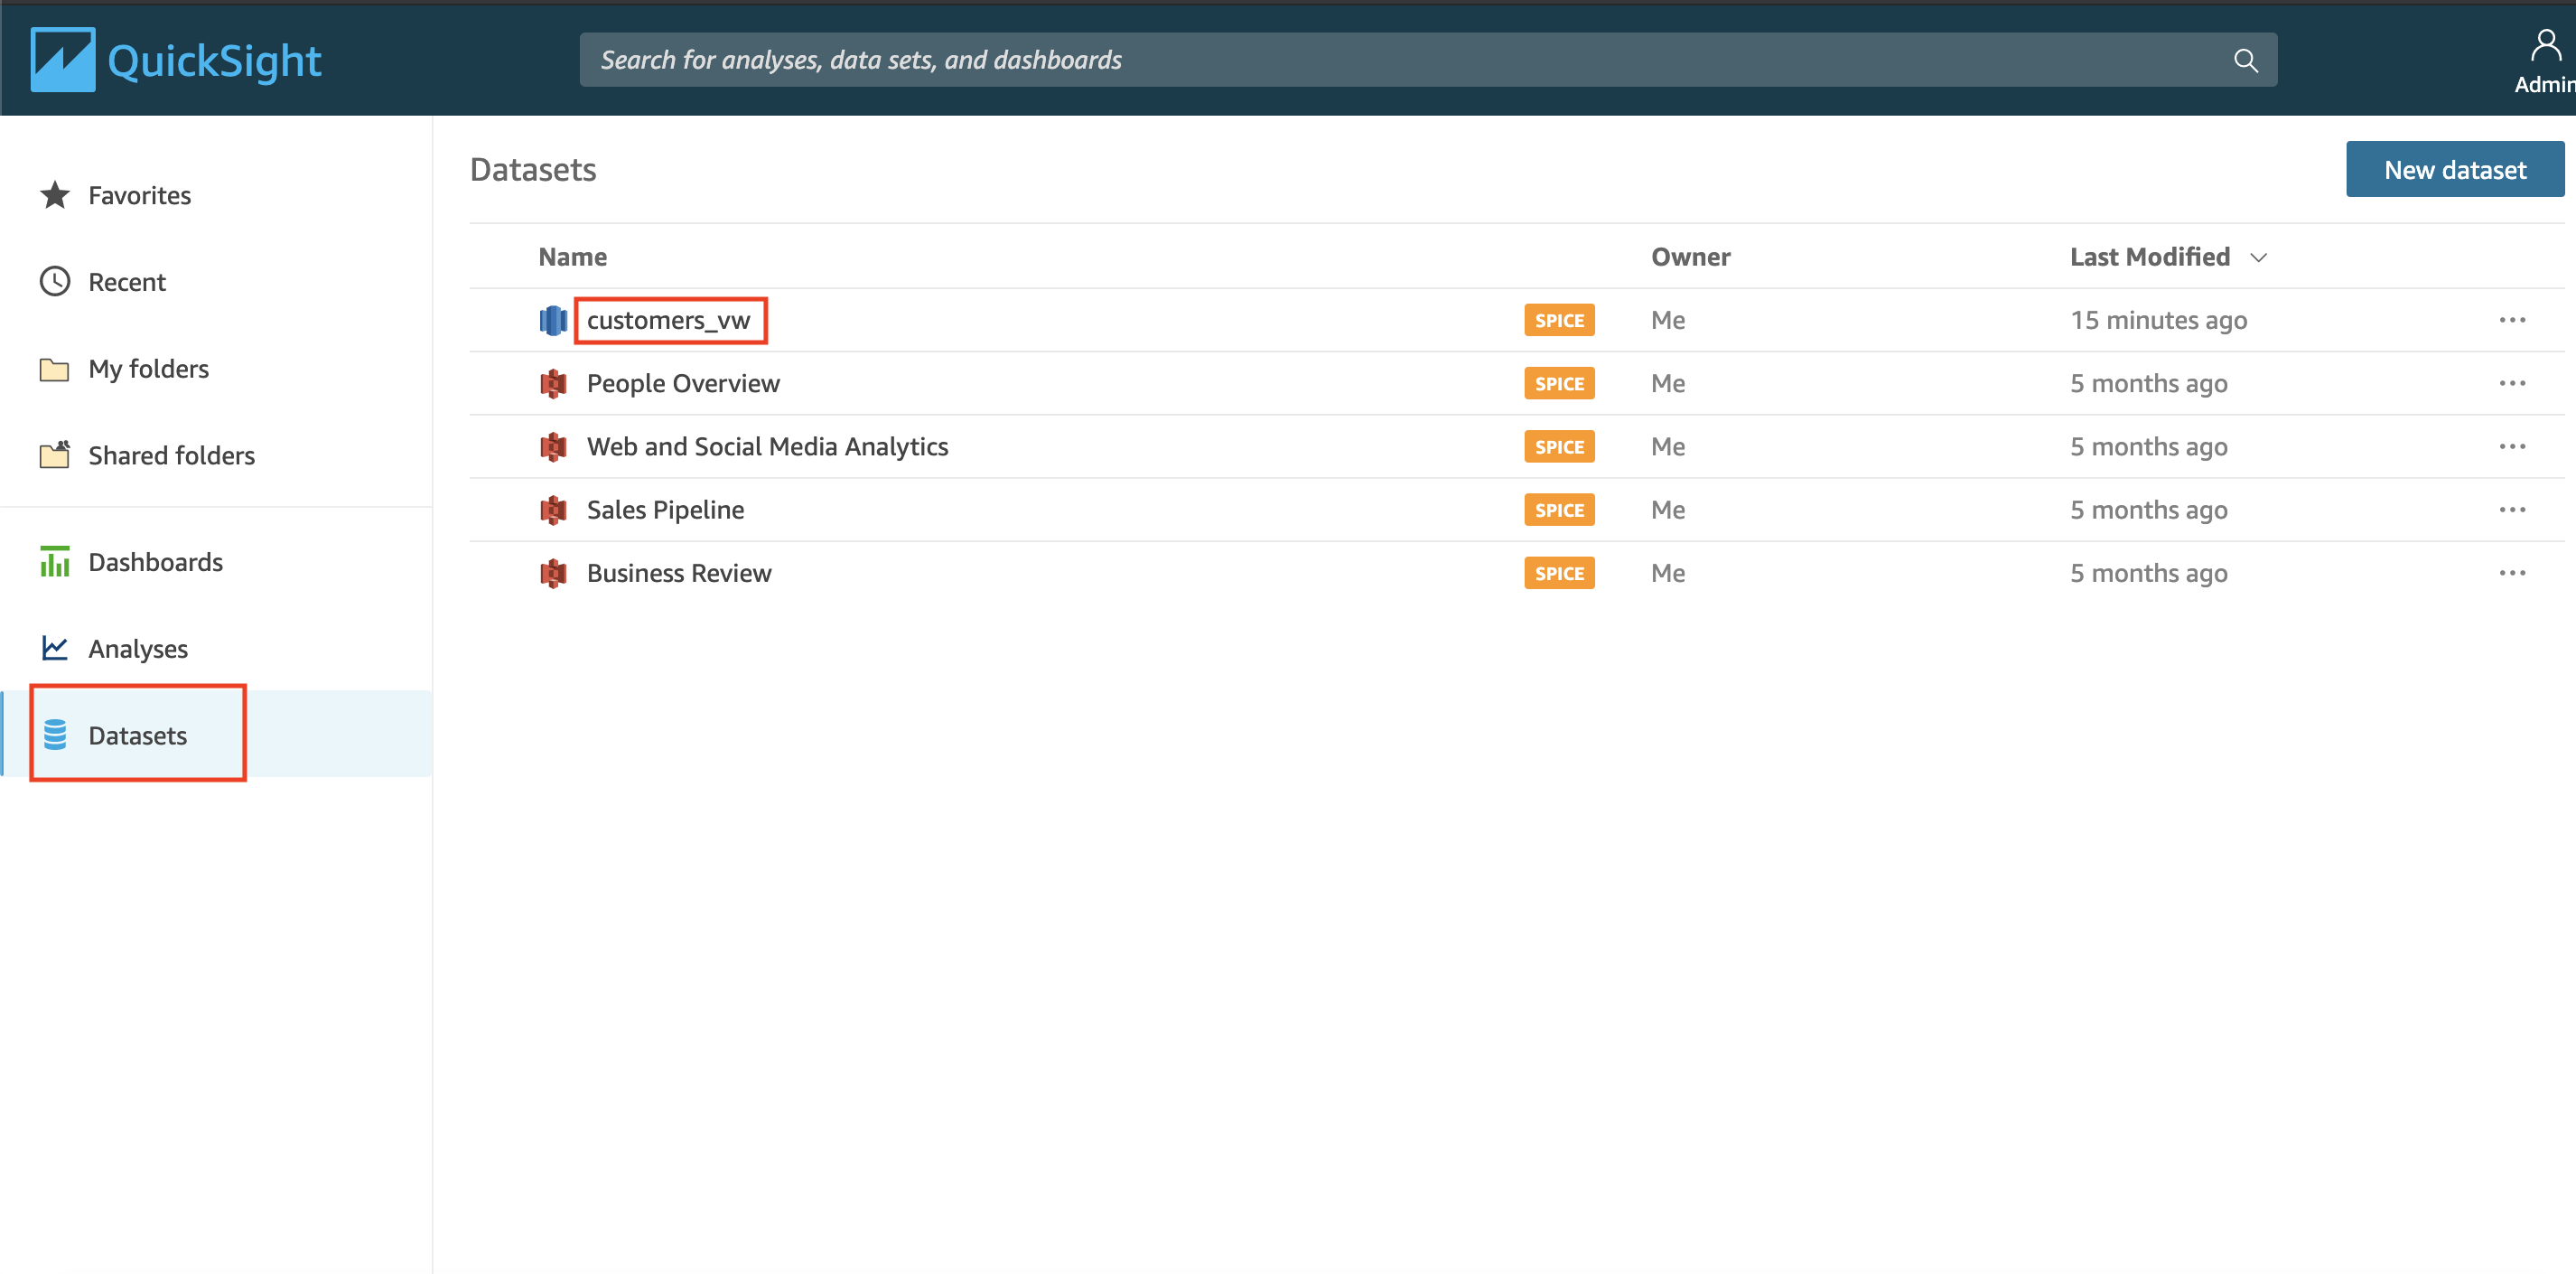 QuickSight
Search for analyses, data sets, and dashboards
Admin
Favorites
Recent
My folders
Shared folders
Dashboards
Analyses
Datasets
Datasets
New dataset
Name Owner Last Modified
customers_vw SPICE Me 15 minutes ago
People Overview SPICE Me 5 months ago
Web and Social Media Analytics SPICE Me 5 months ago
Sales Pipeline SPICE Me 5 months ago
Business Review SPICE Me 5 months ago